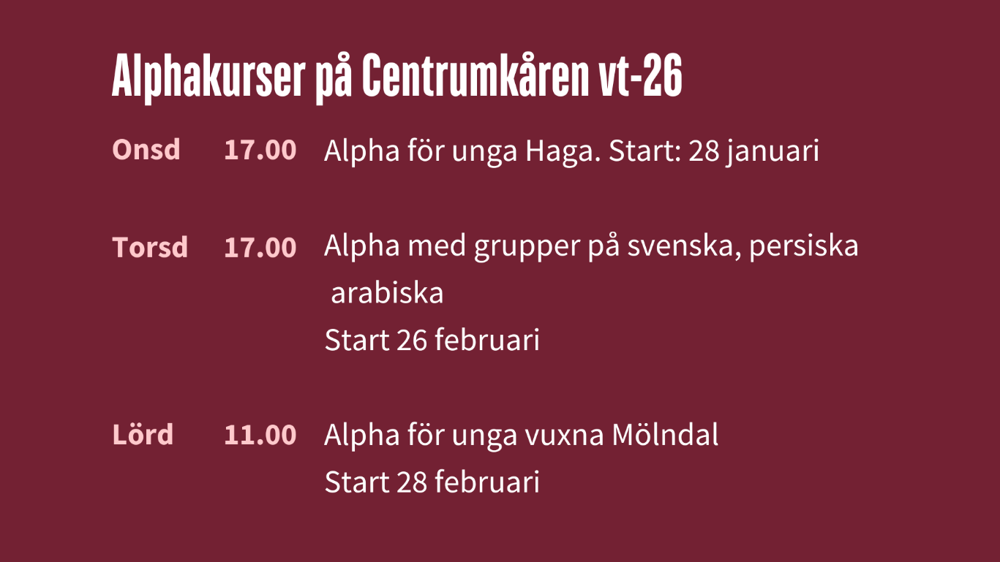 Alphakurser på Centrumkåren vt-26
Onsd 17.00 Alpha för unga Haga. Start: 28 januari
Torsd 17.00 Alpha med grupper på svenska, persiska
arabiska
Start 26 februari
Lörd 11.00 Alpha för unga vuxna Mölndal
Start 28 februari